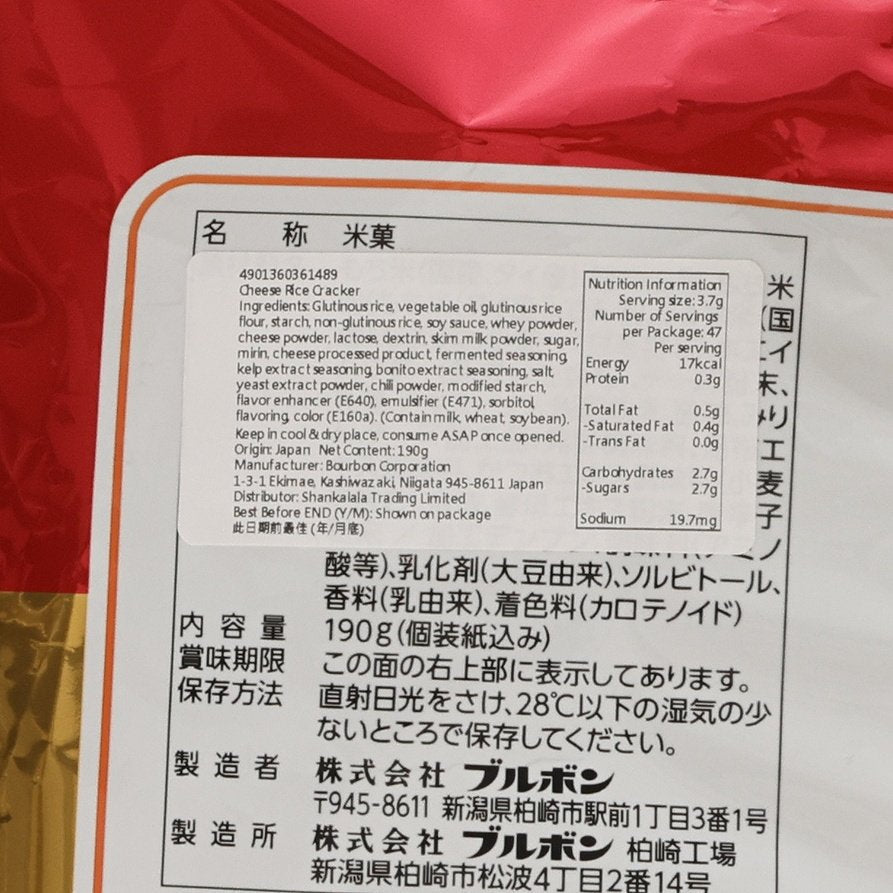 名 称 米菓
4901360361489
Cheese Rice Cracker
Ingredients: Glutinous rice, vegetable oil, glutinous rice
flour, starch, non-glutinous rice, soy sauce, whey powder,
cheese powder, lactose, dextrin, skim milk powder, sugar,
mirin, cheese processed product, fermented seasoning,
kelp extract seasoning, bonito extract seasoning, salt,
yeast extract powder, chili powder, modified starch,
flavor enhancer (E640), emulsifier (E471), sorbitol,
flavoring, color (E160a). (Contain milk, wheat, soybean).
Keep in cool & dry place, consume ASAP once opened.
Origin: Japan Net Content: 190g
Manufacturer: Bourbon Corporation
1-3-1 Ekimae, Kashiwazaki, Niigata 945-8611 Japan
Distributor: Shankalala Trading Limited
Best Before END (Y/M): Shown on package
此日期前最佳 (年/月底)
Nutrition Information
Serving size: 3.7g
Number of Servings
per Package: 47
Per serving
Energy 17kcal
Protein 0.3g
Total Fat 0.5g
-Saturated Fat 0.4g
-Trans Fat 0.0g
Carbohydrates 2.7g
-Sugars 2.7g
Sodium 19.7mg
米
(国
イ
末、
り
エ
麦
子
ノ
酸等)、乳化剤(大豆由来)、ソルビトール、
香料(乳由来)、着色料(カロテノイド)
内容量 190g(個装紙込み)
賞味期限 この面の右上部に表示してあります。
保存方法 直射日光をさけ、28℃以下の湿気の少
ないところで保存してください。
製造者 株式会社 ブルボン
〒945-8611 新潟県柏崎市駅前1丁目3番1号
製造所 株式会社 ブルボン 柏崎工場
新潟県柏崎市松波4丁目2番14号